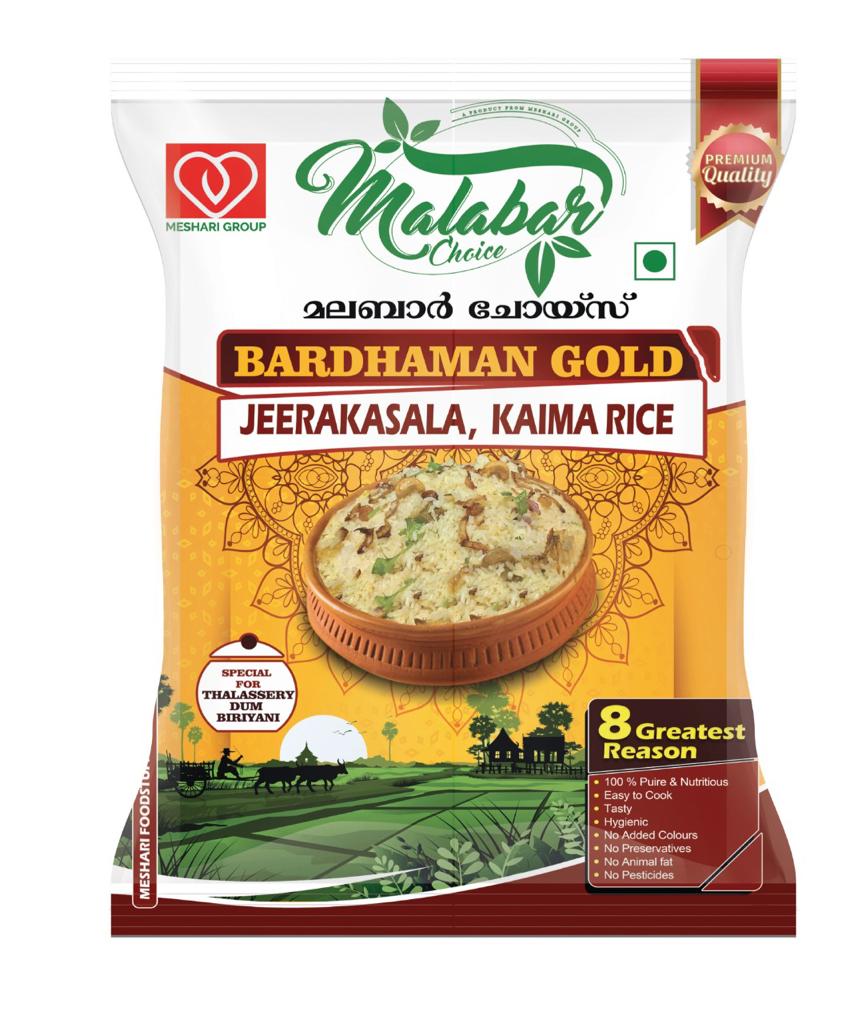 A PRODUCT FROM MESHARI GROUP
MESHARI GROUP
Malabar
Choice
PREMIUM
Quality
മലബാർ ചോയ്സ്
BARDHAMAN GOLD
JEERAKASALA, KAIMA RICE
SPECIAL
FOR
THALASSERY
DUM
BIRIYANI
8 Greatest
Reason
• 100 % Puire & Nutritious
• Easy to Cook
• Tasty
• Hygienic
• No Added Colours
• No Preservatives
• No Animal fat
• No Pesticides
MESHARI